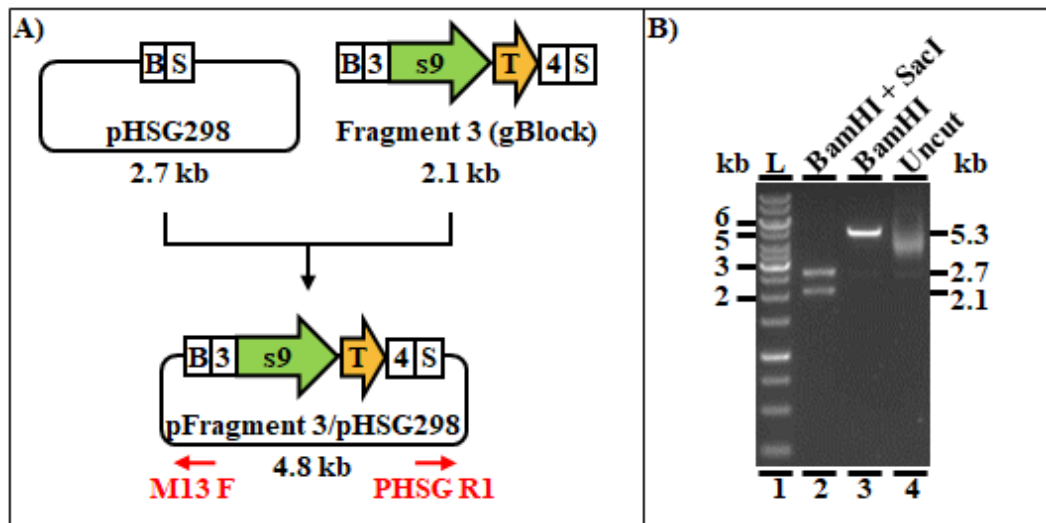 A)
B S
pHSG298
2.7 kb
B 3 s9 T 4 S
Fragment 3 (gBlock)
2.1 kb
B 3 s9 T 4 S
pFragment 3/pHSG298
4.8 kb
M13 F
PHSG R1
B)
BamHI + SacI
BamHI
Uncut
kb L kb
6
5 5.3
3 2.7
2 2.1
1 2 3 4